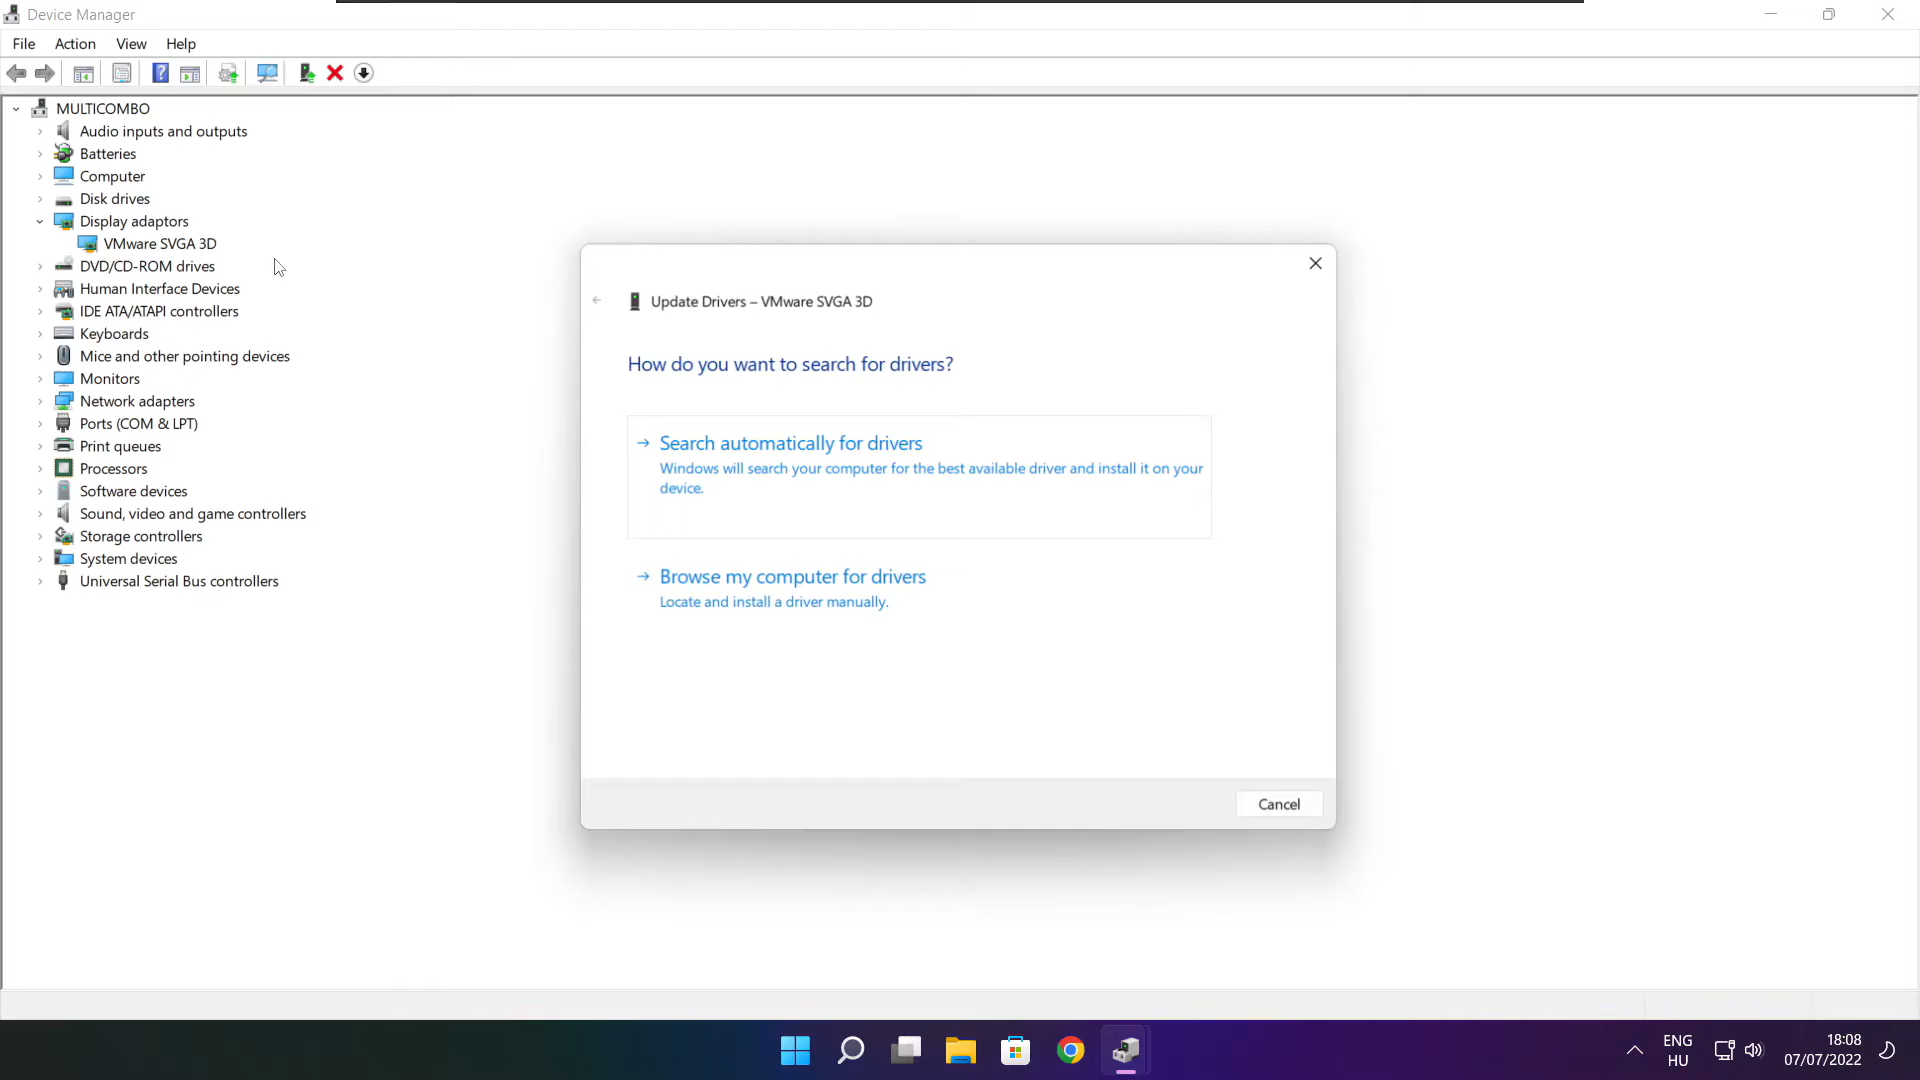 Device Manager
File Action View Help
MULTICOMBO
Audio inputs and outputs
Batteries
Computer
Disk drives
Display adaptors
VMware SVGA 3D
DVD/CD-ROM drives
Human Interface Devices
IDE ATA/ATAPI controllers
Keyboards
Mice and other pointing devices
Monitors
Network adapters
Ports (COM & LPT)
Print queues
Processors
Software devices
Sound, video and game controllers
Storage controllers
System devices
Universal Serial Bus controllers
Update Drivers – VMware SVGA 3D
How do you want to search for drivers?
Search automatically for drivers
Windows will search your computer for the best available driver and install it on your
device.
Browse my computer for drivers
Locate and install a driver manually.
Cancel
ENG
HU
18:08
07/07/2022